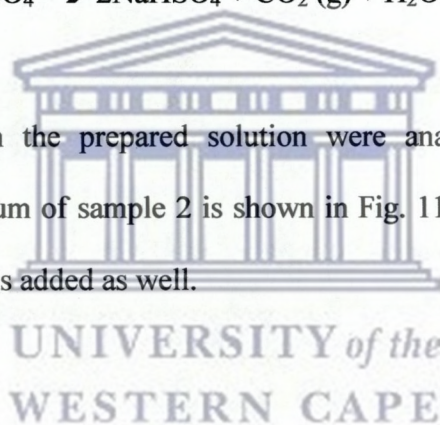 O₄ 2NaHSO₄ + CO₂ (g) + H₂O
the prepared solution were ana
um of sample 2 is shown in Fig. 11
s added as well.
UNIVERSITY of the
WESTERN CAPE